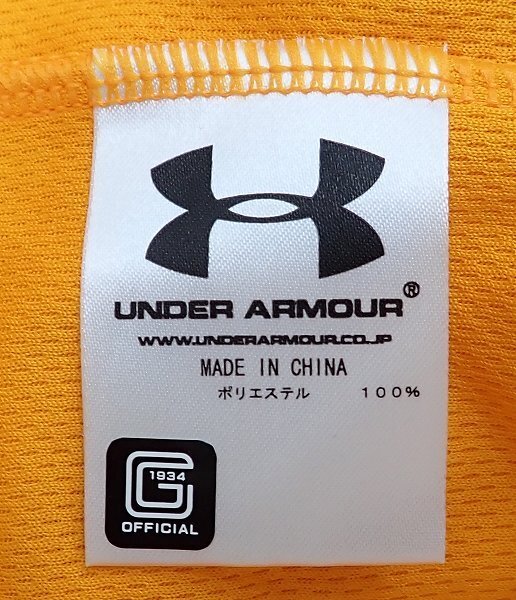 UNDER ARMOUR®
WWW.UNDERARMOUR.CO.JP
MADE IN CHINA
ポリエステル 100%
G
1934
OFFICIAL